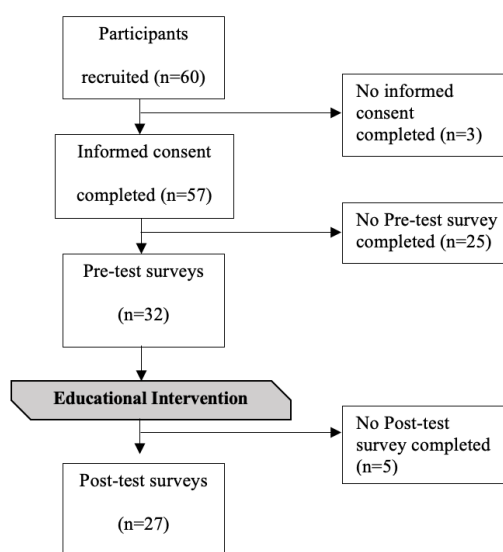 Participants
recruited (n=60)
No informed
consent
completed (n=3)
Informed consent
completed (n=57)
No Pre-test survey
completed (n=25)
Pre-test surveys
(n=32)
Educational Intervention
No Post-test
survey completed
(n=5)
Post-test surveys
(n=27)